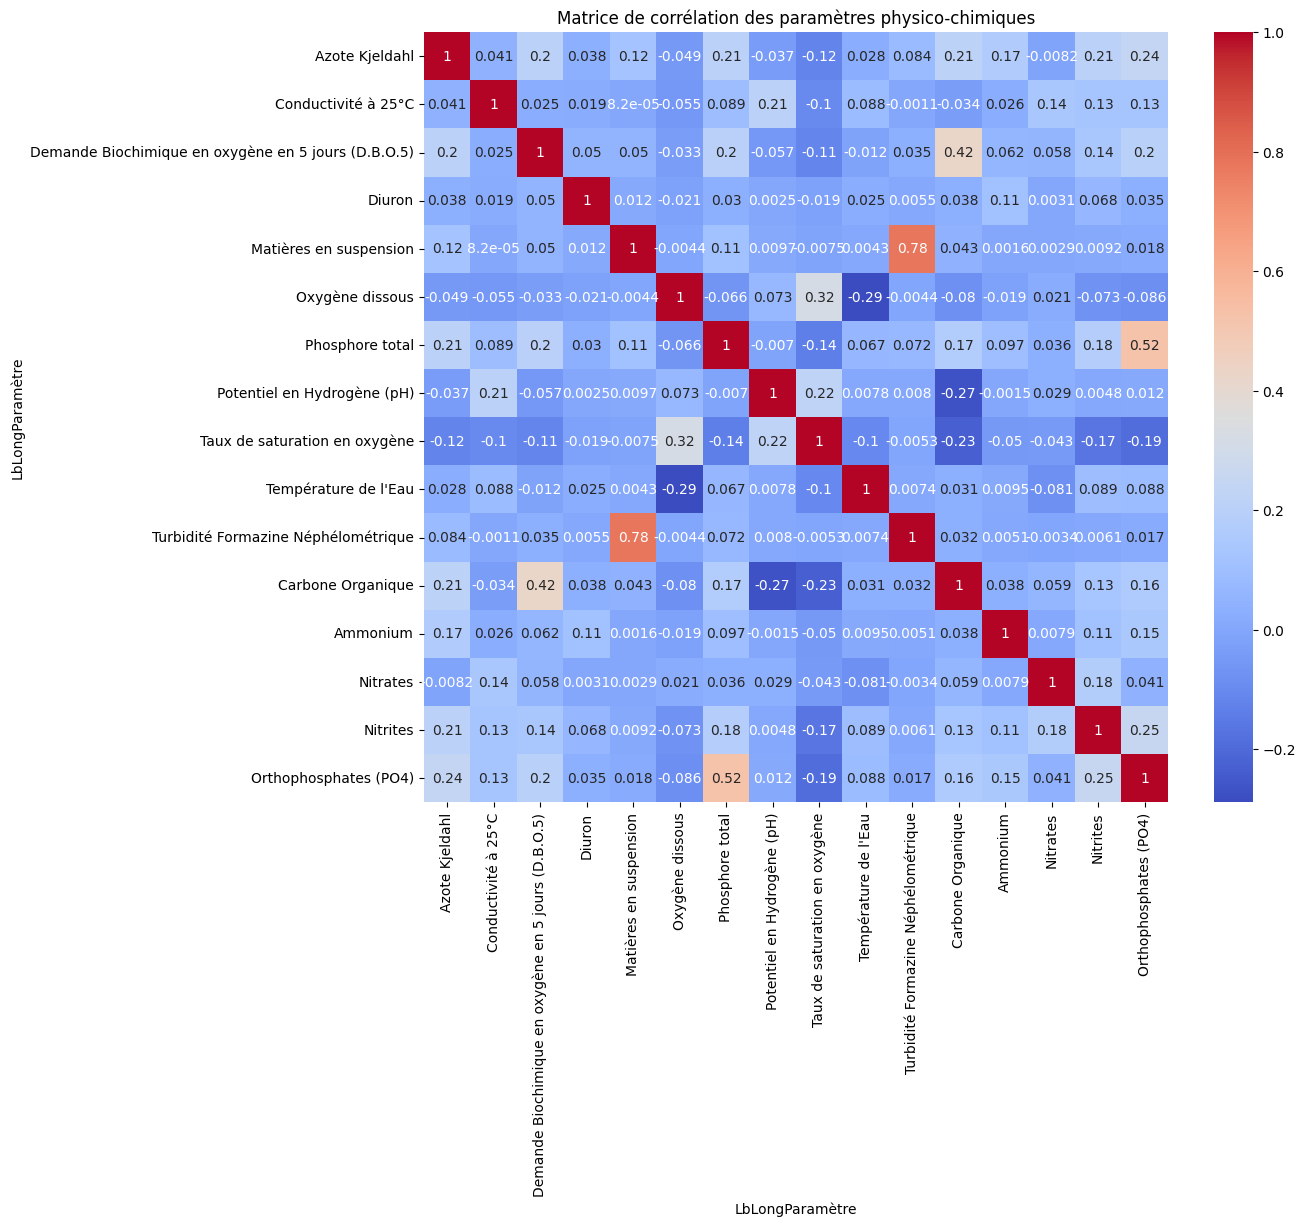 Matrice de corrélation des paramètres physico-chimiques
LbLongParamètre
Azote Kjeldahl 1 0.041 0.2 0.038 0.12 -0.049 0.21 -0.037 -0.12 0.028 0.084 0.21 0.17 -0.0082 0.21 0.24
Conductivité à 25°C 0.041 1 0.025 0.019 8.2e-05 -0.055 0.089 0.21 -0.1 0.088 -0.0011 -0.034 0.026 0.14 0.13 0.13
Demande Biochimique en oxygène en 5 jours (D.B.O.5) 0.2 0.025 1 0.05 0.05 -0.033 0.2 -0.057 -0.11 -0.012 0.035 0.42 0.062 0.058 0.14 0.2
Diuron 0.038 0.019 0.05 1 0.012 -0.021 0.03 0.0025 -0.019 0.025 0.0055 0.038 0.11 0.0031 0.068 0.035
Matières en suspension 0.12 8.2e-05 0.05 0.012 1 -0.0044 0.11 0.0097 -0.0075 0.0043 0.78 0.043 0.0016 0.0029 0.0092 0.018
Oxygène dissous -0.049 -0.055 -0.033 -0.021 -0.0044 1 -0.066 0.073 0.32 -0.29 -0.0044 -0.08 -0.019 0.021 -0.073 -0.086
Phosphore total 0.21 0.089 0.2 0.03 0.11 -0.066 1 -0.007 -0.14 0.067 0.072 0.17 0.097 0.036 0.18 0.52
Potentiel en Hydrogène (pH) -0.037 0.21 -0.057 0.0025 0.0097 0.073 -0.007 1 0.22 0.0078 0.008 -0.27 -0.0015 0.029 0.0048 0.012
Taux de saturation en oxygène -0.12 -0.1 -0.11 -0.019 -0.0075 0.32 -0.14 0.22 1 -0.1 -0.0053 -0.23 -0.05 -0.043 -0.17 -0.19
Température de l'Eau 0.028 0.088 -0.012 0.025 0.0043 -0.29 0.067 0.0078 -0.1 1 0.0074 0.031 0.0095 -0.081 0.089 0.088
Turbidité Formazine Néphélométrique 0.084 -0.0011 0.035 0.0055 0.78 -0.0044 0.072 0.008 -0.0053 0.0074 1 0.032 0.0051 -0.0034 0.0061 0.017
Carbone Organique 0.21 -0.034 0.42 0.038 0.043 -0.08 0.17 -0.27 -0.23 0.031 0.032 1 0.038 0.059 0.13 0.16
Ammonium 0.17 0.026 0.062 0.11 0.0016 -0.019 0.097 -0.0015 -0.05 0.0095 0.0051 0.038 1 0.0079 0.11 0.15
Nitrates -0.0082 0.14 0.058 0.0031 0.0029 0.021 0.036 0.029 -0.043 -0.081 -0.0034 0.059 0.0079 1 0.18 0.041
Nitrites 0.21 0.13 0.14 0.068 0.0092 -0.073 0.18 0.0048 -0.17 0.089 0.0061 0.13 0.11 0.18 1 0.25
Orthophosphates (PO4) 0.24 0.13 0.2 0.035 0.018 -0.086 0.52 0.012 -0.19 0.088 0.017 0.16 0.15 0.041 0.25 1
Azote Kjeldahl
Conductivité à 25°C
Demande Biochimique en oxygène en 5 jours (D.B.O.5)
Diuron
Matières en suspension
Oxygène dissous
Phosphore total
Potentiel en Hydrogène (pH)
Taux de saturation en oxygène
Température de l'Eau
Turbidité Formazine Néphélométrique
Carbone Organique
Ammonium
Nitrates
Nitrites
Orthophosphates (PO4)
LbLongParamètre
1.0
0.8
0.6
0.4
0.2
0.0
−0.2